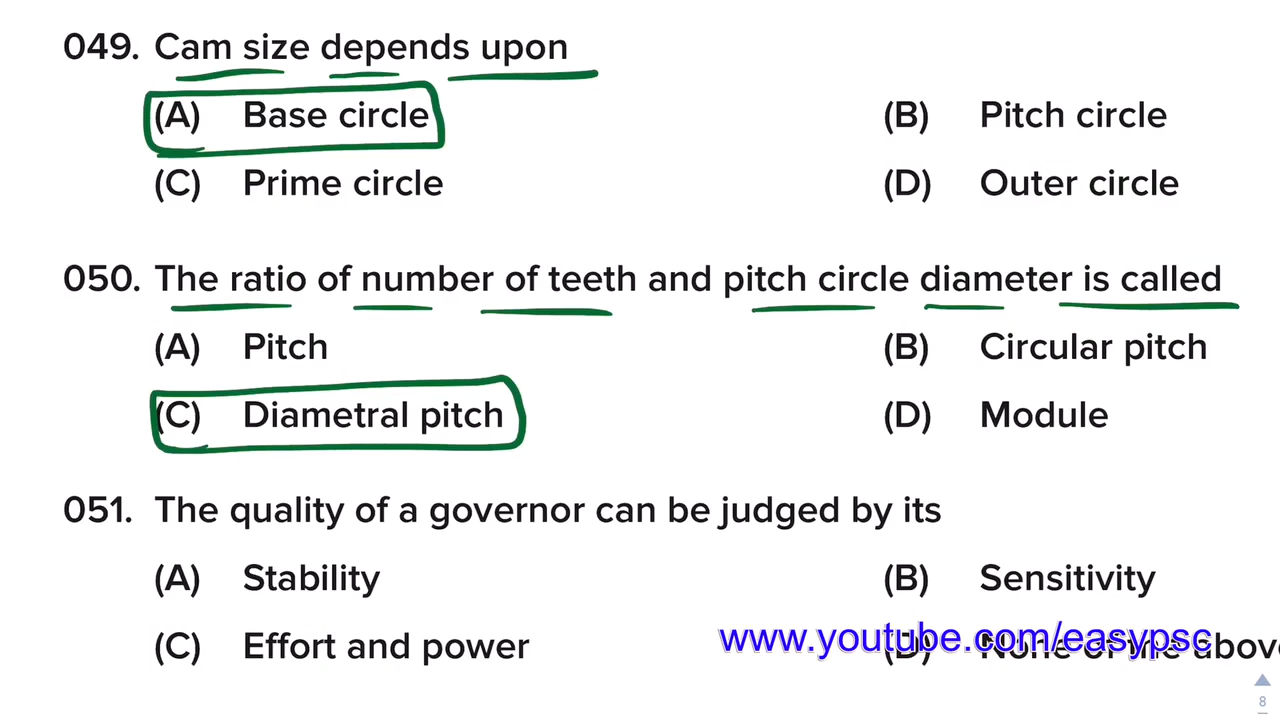 049. Cam size depends upon
(A) Base circle (B) Pitch circle
(C) Prime circle (D) Outer circle
050. The ratio of number of teeth and pitch circle diameter is called
(A) Pitch (B) Circular pitch
(C) Diametral pitch (D) Module
051. The quality of a governor can be judged by its
(A) Stability (B) Sensitivity
(C) Effort and power (D) None of the above
www.youtube.com/easypsc
8